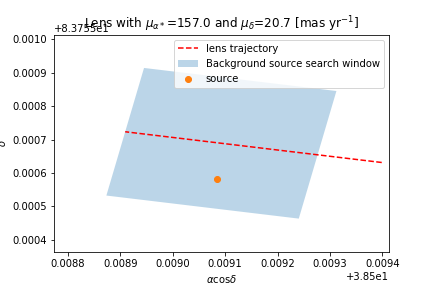 Lens with μα*=157.0 and μδ=20.7 [mas yr⁻¹]
+8.3755e1
0.0010
0.0009
0.0008
0.0007
0.0006
0.0005
0.0004
δ
lens trajectory
Background source search window
source
0.0088 0.0089 0.0090 0.0091 0.0092 0.0093 0.0094
αcosδ
+3.85e1